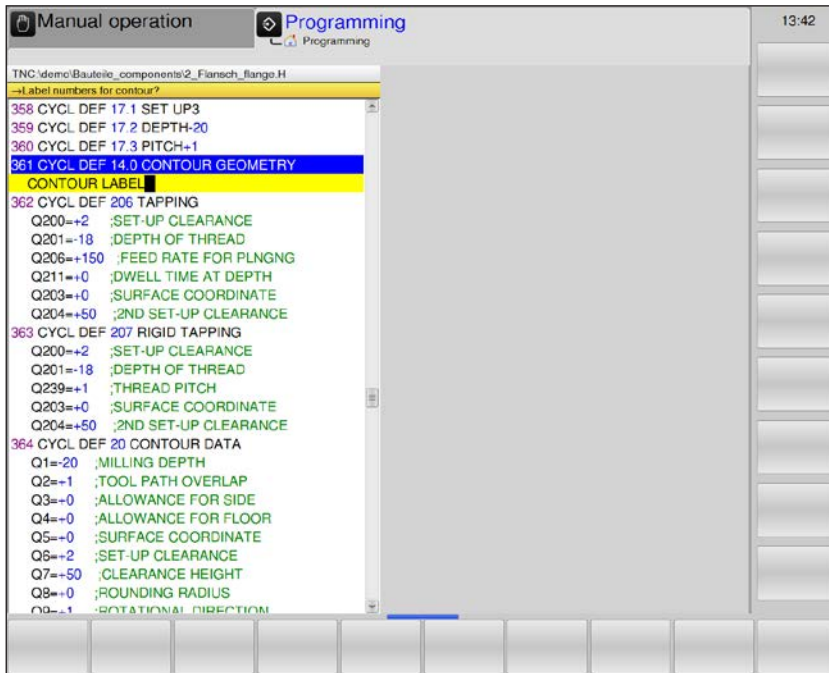 Manual operation
Programming
Programming
13:42
TNC:\demo\Bauteile_components\2_Flansch_flange.H
→Label numbers for contour?
358 CYCL DEF 17.1 SET UP3
359 CYCL DEF 17.2 DEPTH-20
360 CYCL DEF 17.3 PITCH+1
361 CYCL DEF 14.0 CONTOUR GEOMETRY
CONTOUR LABEL
362 CYCL DEF 206 TAPPING
Q200=+2 ;SET-UP CLEARANCE
Q201=-18 ;DEPTH OF THREAD
Q206=+150 ;FEED RATE FOR PLNGNG
Q211=+0 ;DWELL TIME AT DEPTH
Q203=+0 ;SURFACE COORDINATE
Q204=+50 ;2ND SET-UP CLEARANCE
363 CYCL DEF 207 RIGID TAPPING
Q200=+2 ;SET-UP CLEARANCE
Q201=-18 ;DEPTH OF THREAD
Q239=+1 ;THREAD PITCH
Q203=+0 ;SURFACE COORDINATE
Q204=+50 ;2ND SET-UP CLEARANCE
364 CYCL DEF 20 CONTOUR DATA
Q1=-20 ;MILLING DEPTH
Q2=+1 ;TOOL PATH OVERLAP
Q3=+0 ;ALLOWANCE FOR SIDE
Q4=+0 ;ALLOWANCE FOR FLOOR
Q5=+0 ;SURFACE COORDINATE
Q6=+2 ;SET-UP CLEARANCE
Q7=+50 ;CLEARANCE HEIGHT
Q8=+0 ;ROUNDING RADIUS
Q9=+1 ;ROTATIONAL DIRECTION